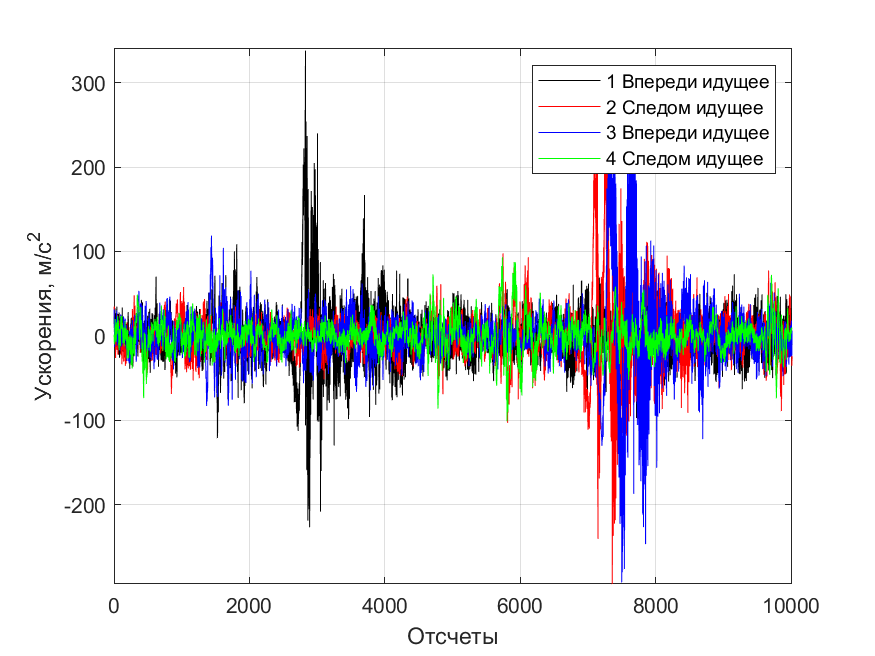 300
200
100
0
-100
-200
Ускорения, м/с²
1 Впереди идущее
2 Следом идущее
3 Впереди идущее
4 Следом идущее
0 2000 4000 6000 8000 10000
Отсчеты